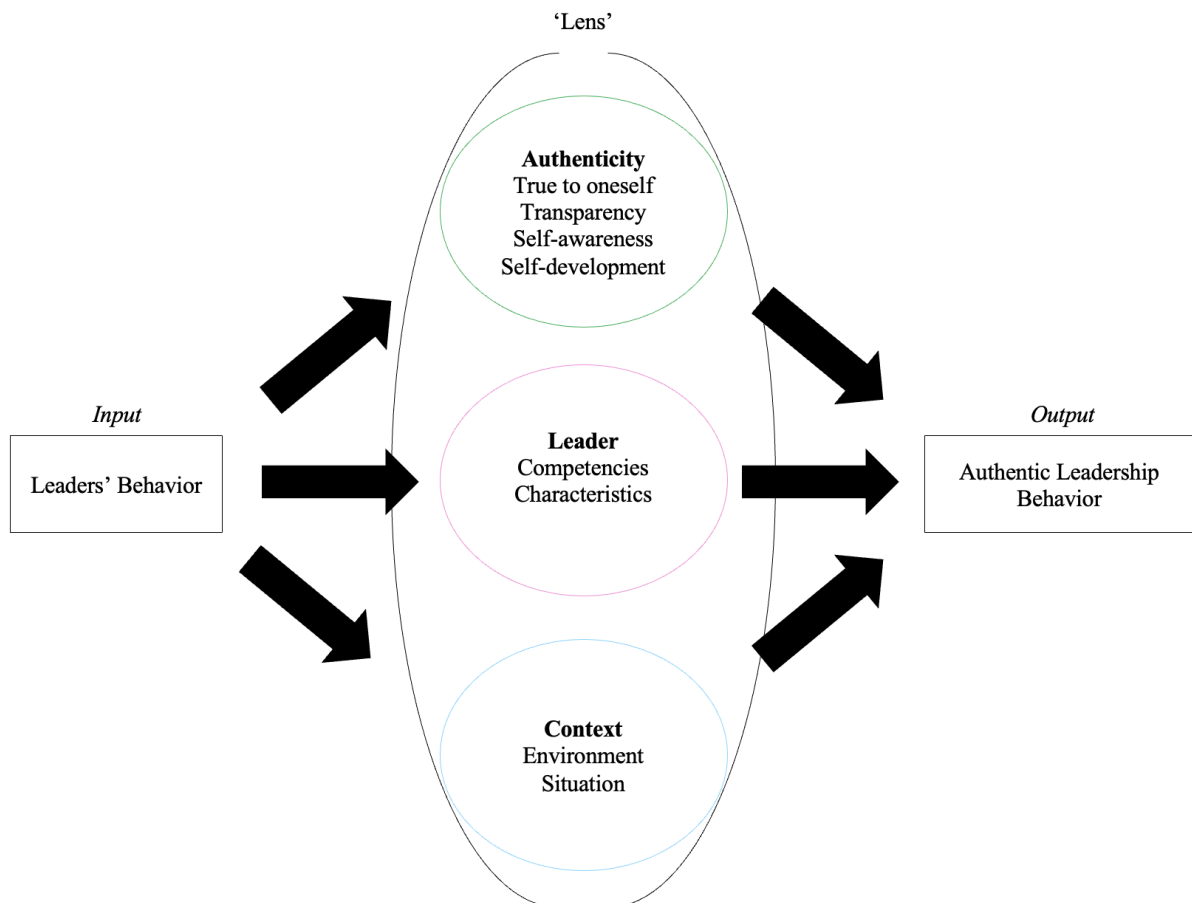 ‘Lens’
Authenticity
True to oneself
Transparency
Self-awareness
Self-development
Input
Leaders’ Behavior
Leader
Competencies
Characteristics
Output
Authentic Leadership
Behavior
Context
Environment
Situation